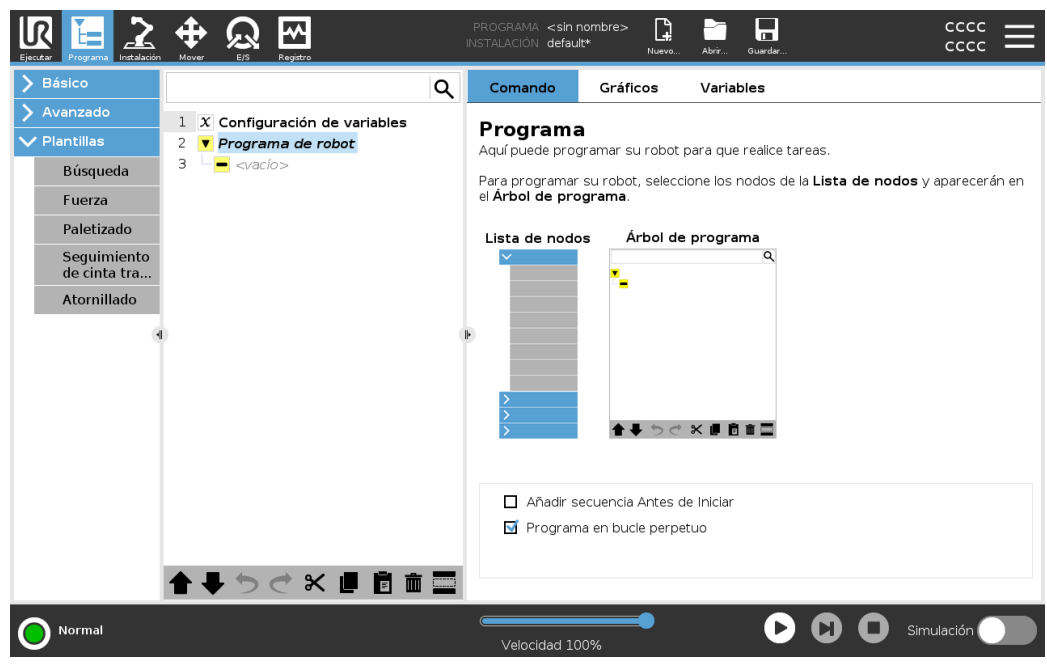 PROGRAMA <sin nombre>
INSTALACIÓN default*
UR
Ejecutar
Programa
Instalación
Mover
E/S
Registro
Nuevo...
Abrir...
Guardar...
CCCC
CCCC
Básico
Avanzado
Plantillas
Búsqueda
Fuerza
Paletizado
Seguimiento
de cinta tra...
Atornillado
1 X Configuración de variables
2 Programa de robot
3 <vacío>
Comando Gráficos Variables
Programa
Aquí puede programar su robot para que realice tareas.
Para programar su robot, seleccione los nodos de la Lista de nodos y aparecerán en
el Árbol de programa.
Lista de nodos Árbol de programa
Añadir secuencia Antes de Iniciar
Programa en bucle perpetuo
Normal
Velocidad 100%
Simulación